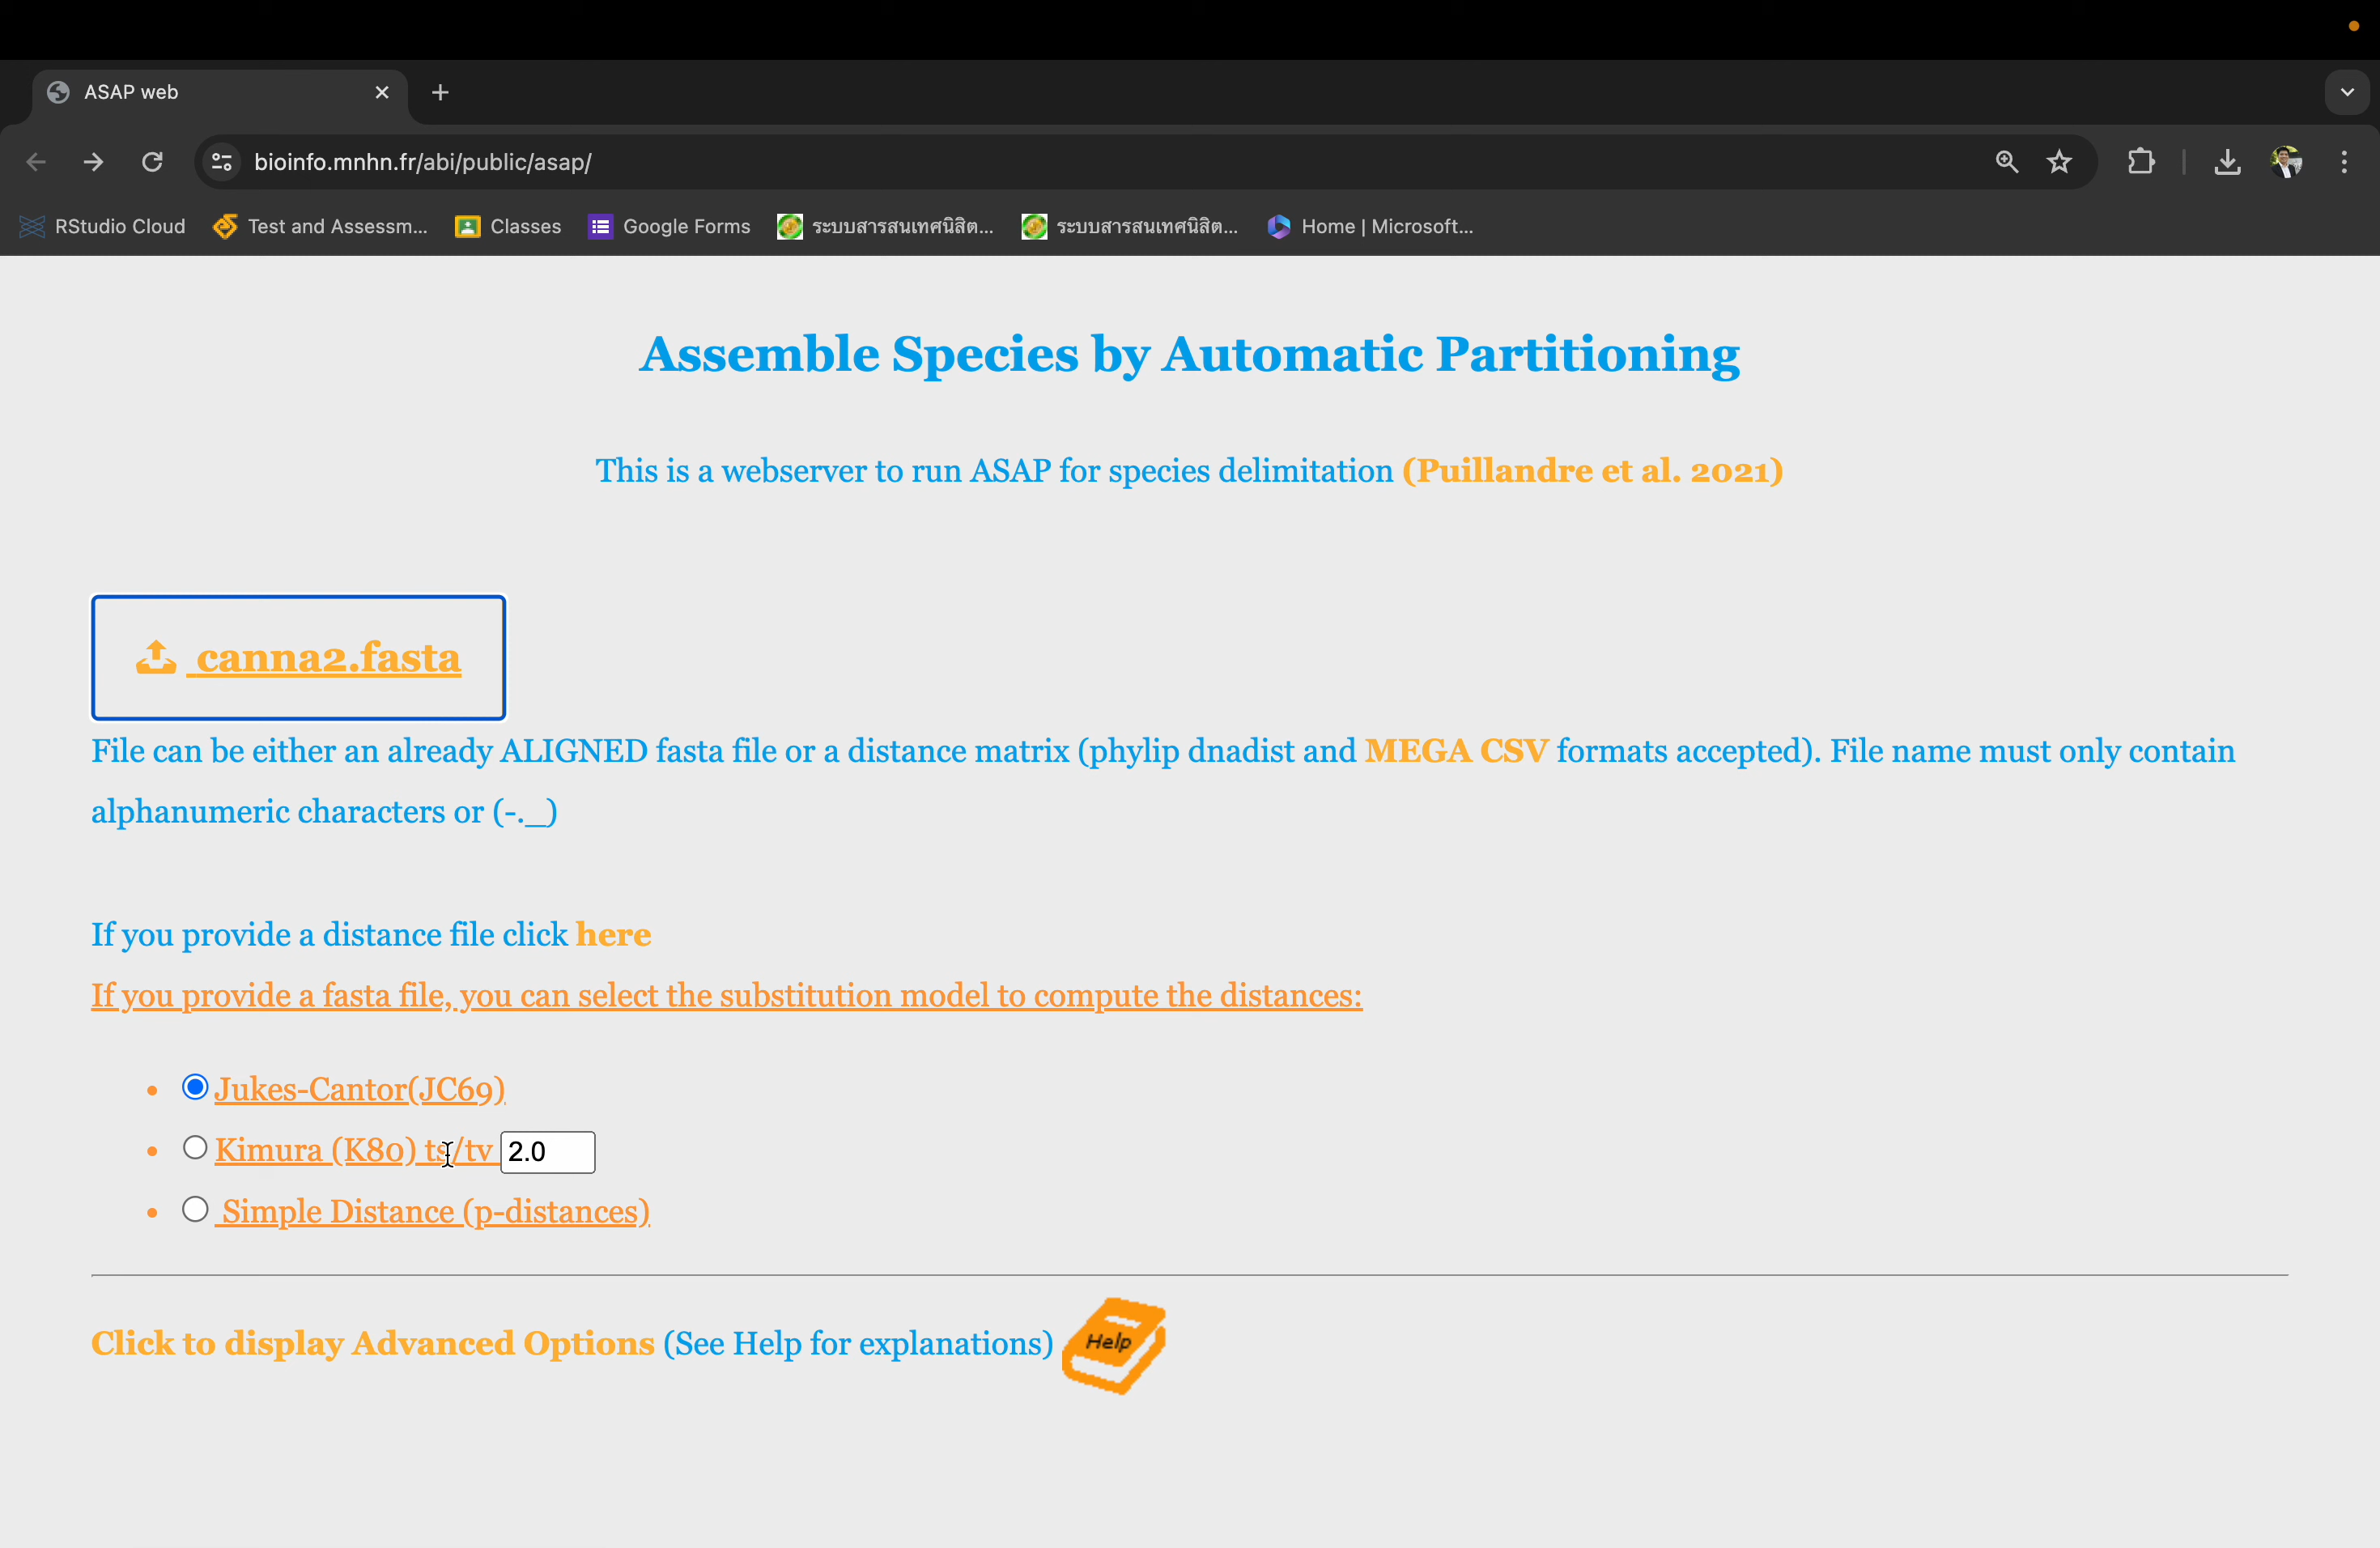 ASAP web
bioinfo.mnhn.fr/abi/public/asap/
RStudio Cloud Test and Assessm... Classes Google Forms ระบบสารสนเทศนิสิต... ระบบสารสนเทศนิสิต... Home | Microsoft...
Assemble Species by Automatic Partitioning
This is a webserver to run ASAP for species delimitation (Puillandre et al. 2021)
canna2.fasta
File can be either an already ALIGNED fasta file or a distance matrix (phylip dnadist and MEGA CSV formats accepted). File name must only contain
alphanumeric characters or (-._)
If you provide a distance file click here
If you provide a fasta file, you can select the substitution model to compute the distances:
Jukes-Cantor(JC69)
Kimura (K80) ts/tv 2.0
Simple Distance (p-distances)
Click to display Advanced Options (See Help for explanations) Help